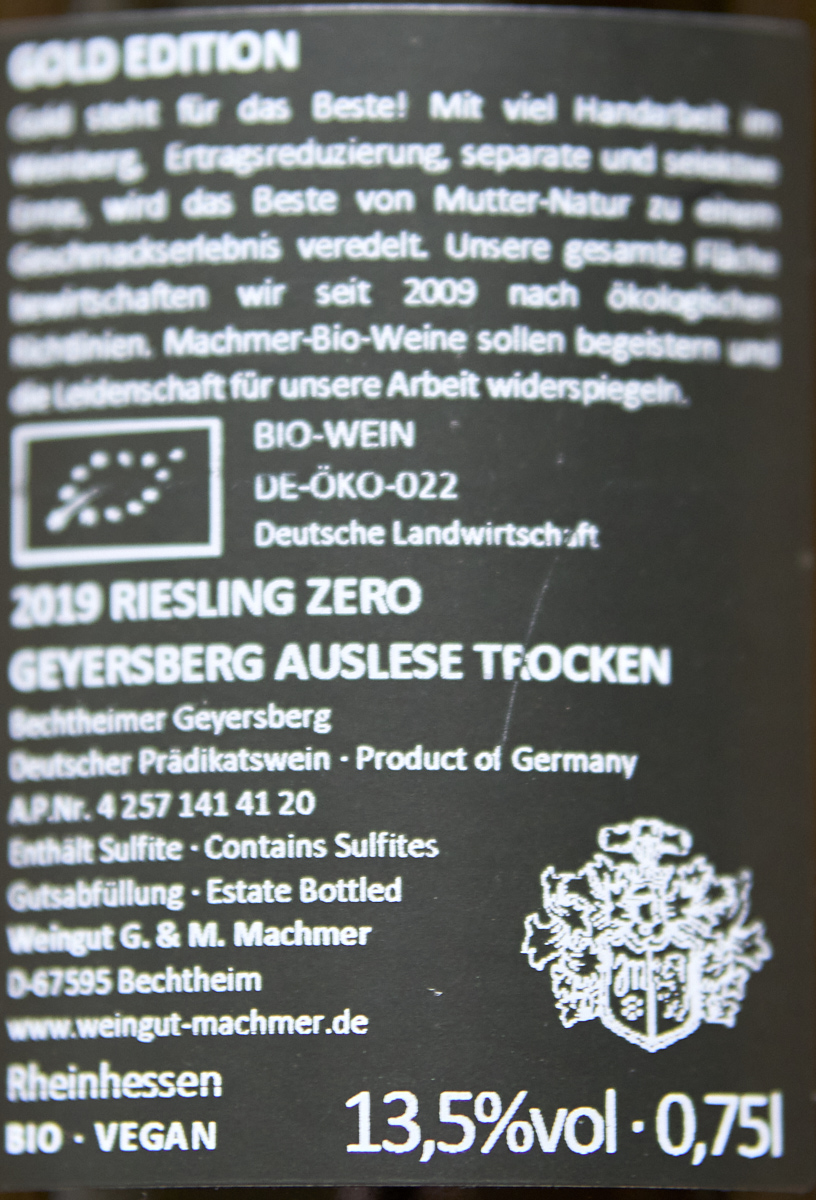 GOLD EDITION
Gold steht für das Beste! Mit viel Handarbeit im
Weinberg, Ertragsreduzierung, separate und selektive
Ernte, wird das Beste von Mutter-Natur zu einem
Geschmackserlebnis veredelt. Unsere gesamte Fläche
bewirtschaften wir seit 2009 nach ökologischen
Richtlinien. Machmer-Bio-Weine sollen begeistern und
die Leidenschaft für unsere Arbeit widerspiegeln.
BIO-WEIN
DE-ÖKO-022
Deutsche Landwirtschaft
2019 RIESLING ZERO
GEYERSBERG AUSLESE TROCKEN
Bechtheimer Geyersberg
Deutscher Prädikatswein · Product of Germany
A.P.Nr. 4 257 141 41 20
Enthält Sulfite · Contains Sulfites
Gutsabfüllung · Estate Bottled
Weingut G. & M. Machmer
D-67595 Bechtheim
www.weingut-machmer.de
Rheinhessen
BIO · VEGAN
13,5%vol · 0,75l